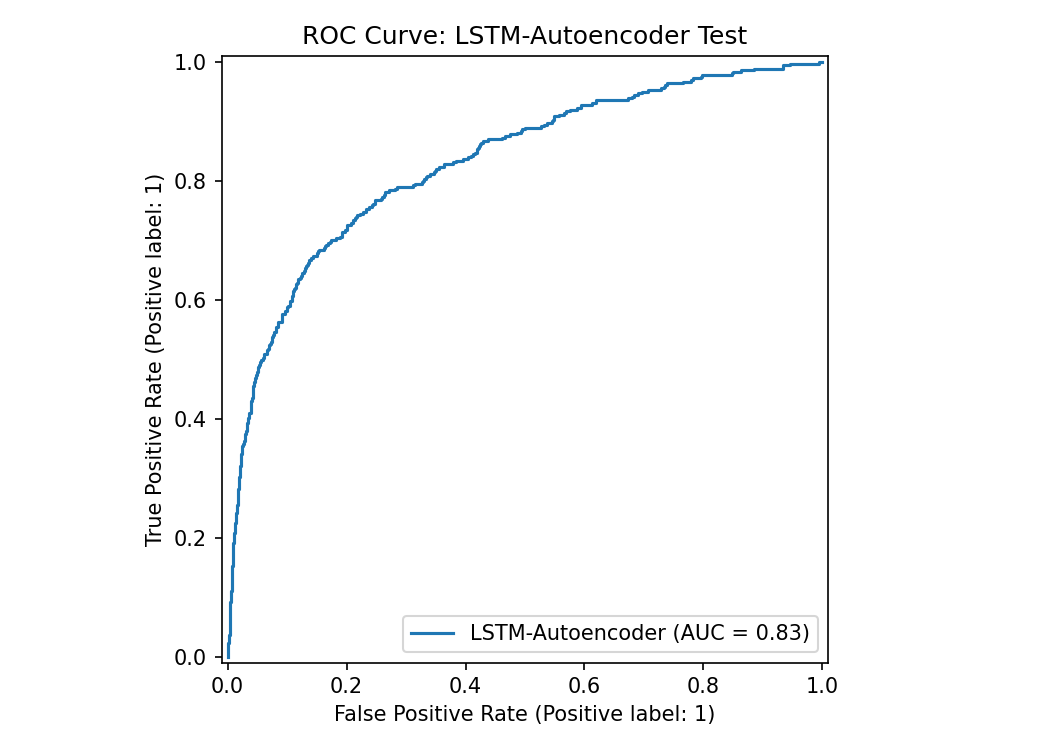 ROC Curve: LSTM-Autoencoder Test
True Positive Rate (Positive label: 1)
1.0
0.8
0.6
0.4
0.2
0.0
LSTM-Autoencoder (AUC = 0.83)
0.0 0.2 0.4 0.6 0.8 1.0
False Positive Rate (Positive label: 1)